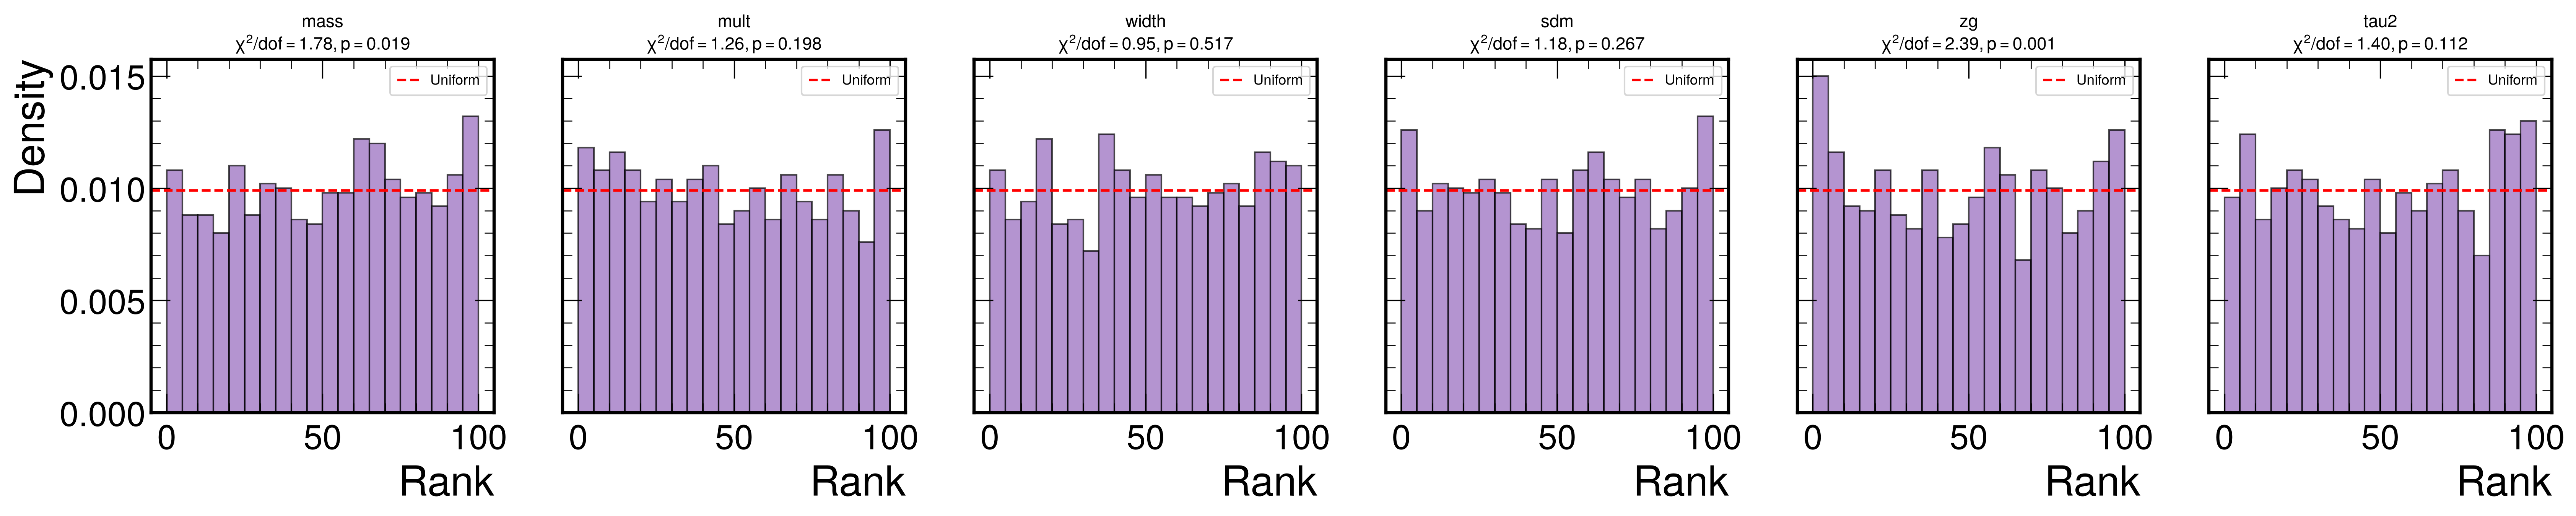 mass
χ²/dof = 1.78, p = 0.019
mult
χ²/dof = 1.26, p = 0.198
width
χ²/dof = 0.95, p = 0.517
sdm
χ²/dof = 1.18, p = 0.267
zg
χ²/dof = 2.39, p = 0.001
tau2
χ²/dof = 1.40, p = 0.112
Uniform
Uniform
Uniform
Uniform
Uniform
Uniform
Density
0.015
0.010
0.005
0.000
0 50 100
0 50 100
0 50 100
0 50 100
0 50 100
0 50 100
Rank
Rank
Rank
Rank
Rank
Rank